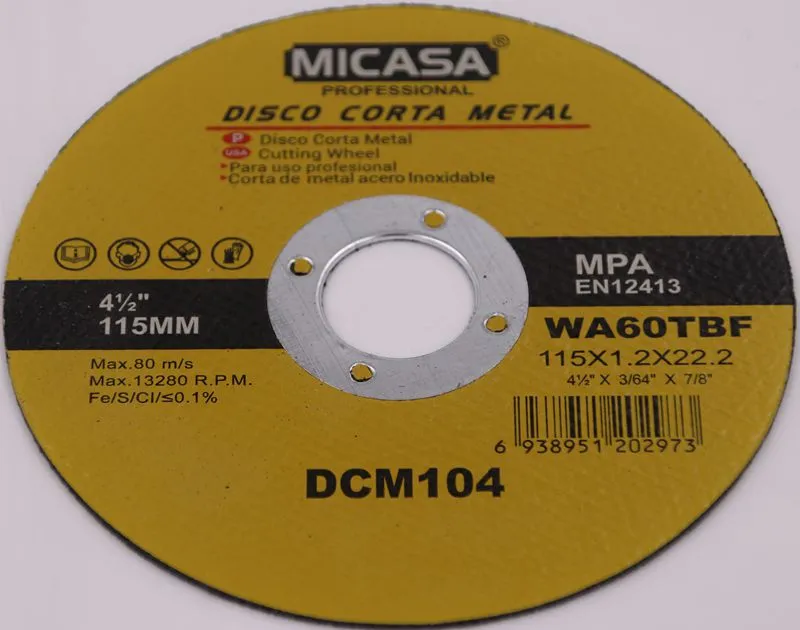 MICASA®
PROFESSIONAL
DISCO CORTA METAL
P Disco Corta Metal
USA Cutting Wheel
*Para uso profesional
*Corta de metal acero Inoxidable
4½"
115MM
Max.80 m/s
Max.13280 R.P.M.
Fe/S/Cl/≤0.1%
MPA
EN12413
WA60TBF
115X1.2X22.2
4½" X 3/64" X 7/8"
6 938951 202973
DCM104